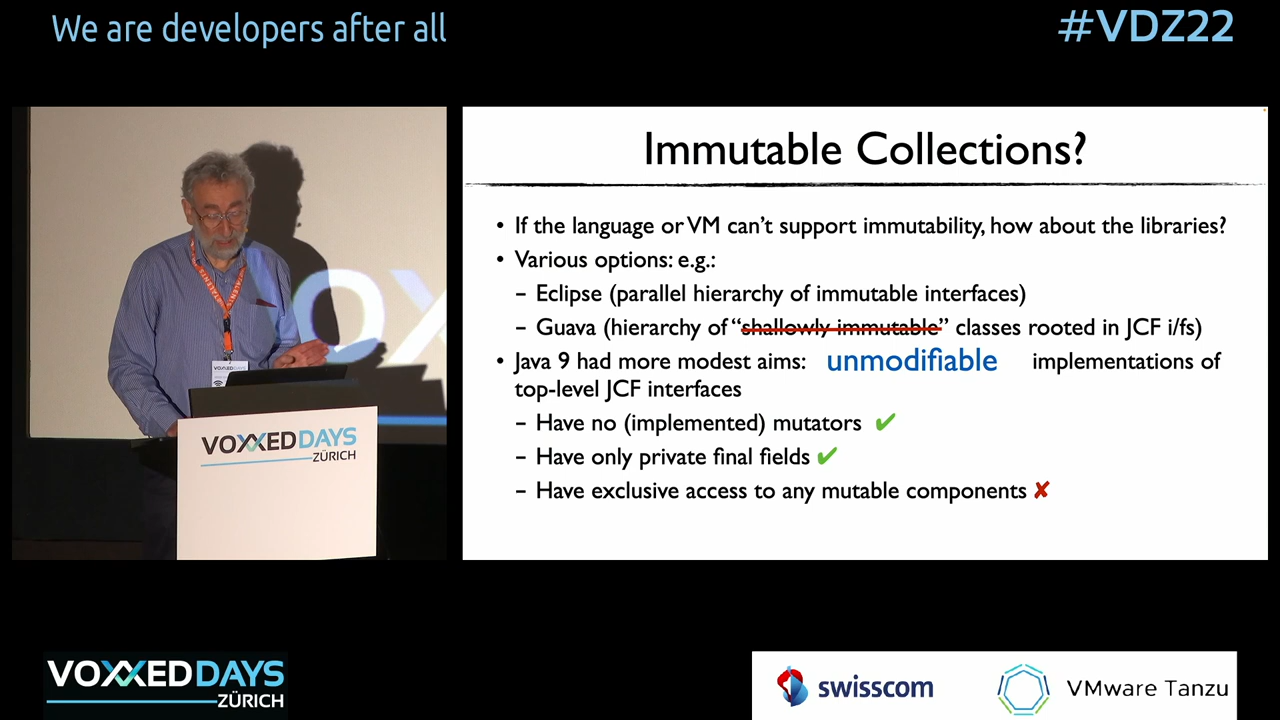 We are developers after all
#VDZ22
Immutable Collections?
• If the language or VM can't support immutability, how about the libraries?
• Various options: e.g.:
– Eclipse (parallel hierarchy of immutable interfaces)
– Guava (hierarchy of “shallowly immutable” classes rooted in JCF i/fs)
• Java 9 had more modest aims: unmodifiable implementations of
top-level JCF interfaces
– Have no (implemented) mutators ✔
– Have only private final fields ✔
– Have exclusive access to any mutable components ✘
VOX
VOXXED DAYS
VOXXED DAYS
ZÜRICH
VOXXED DAYS
ZÜRICH
swisscom
VMware Tanzu